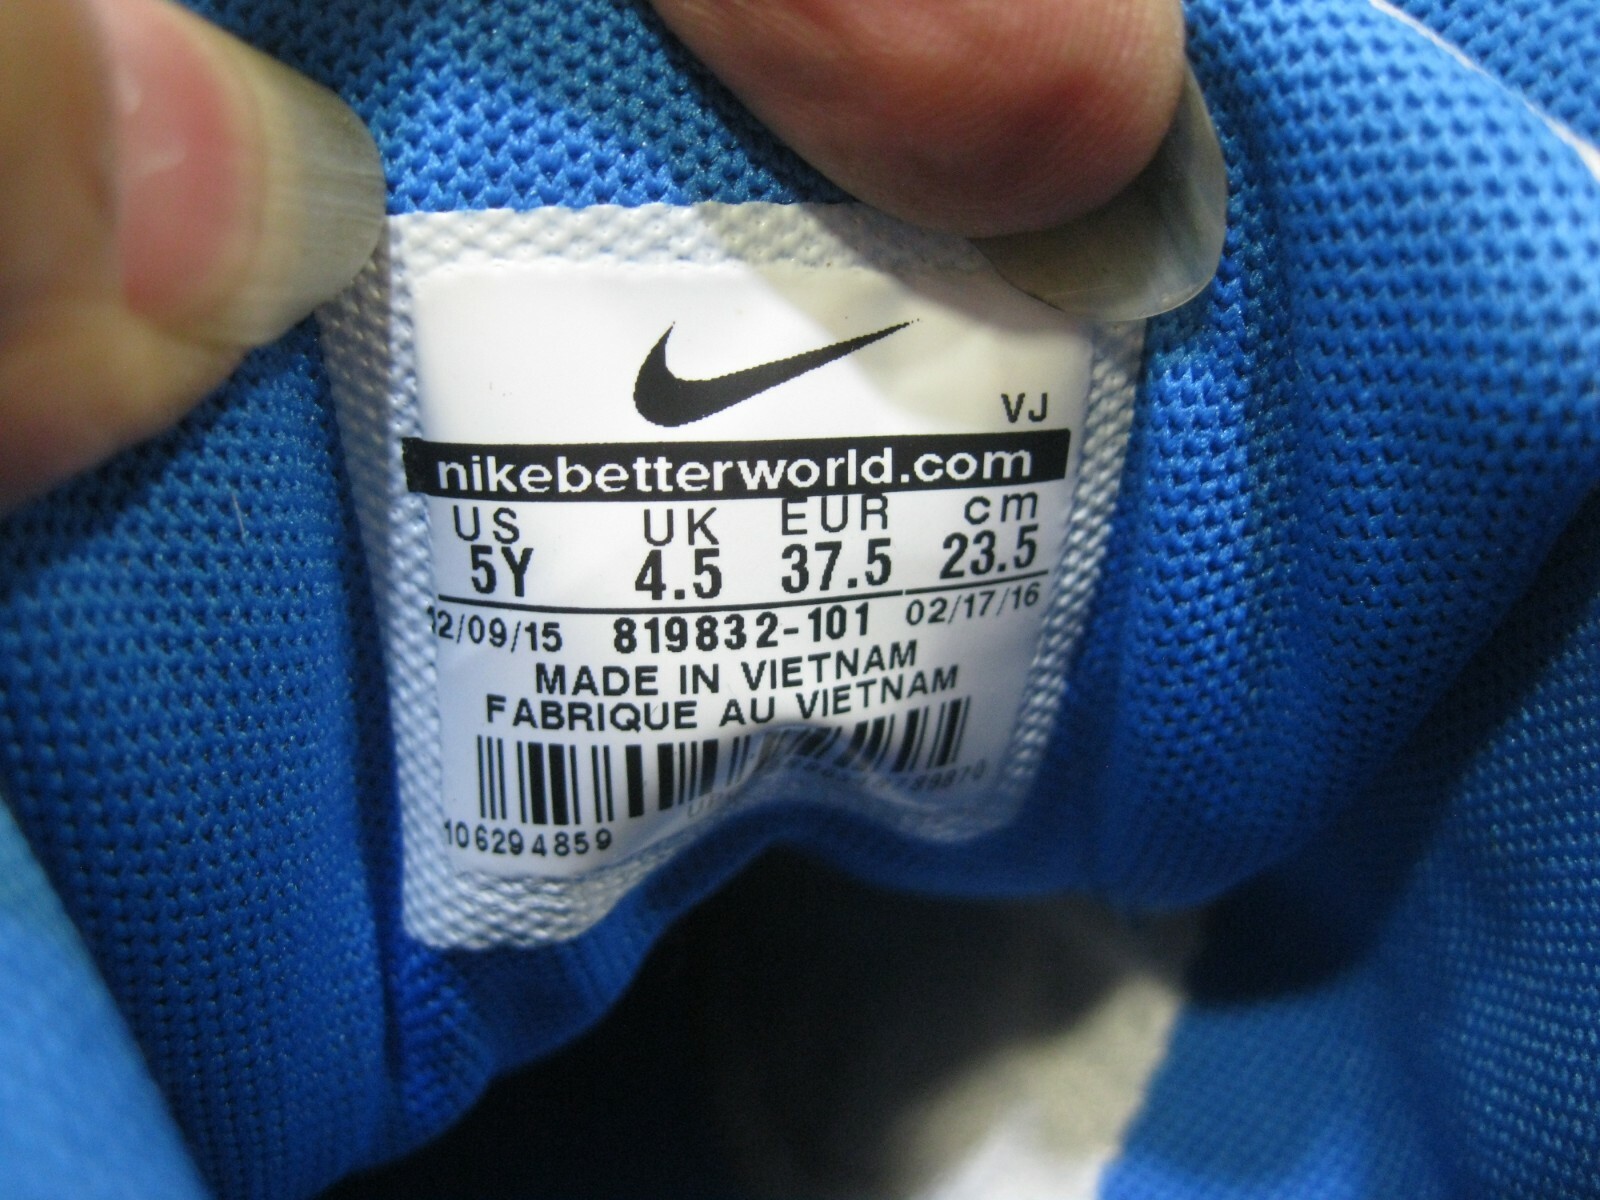 VJ
nikebetterworld.com
US UK EUR cm
5Y 4.5 37.5 23.5
12/09/15 819832-101 02/17/16
MADE IN VIETNAM
FABRIQUE AU VIETNAM
106294859